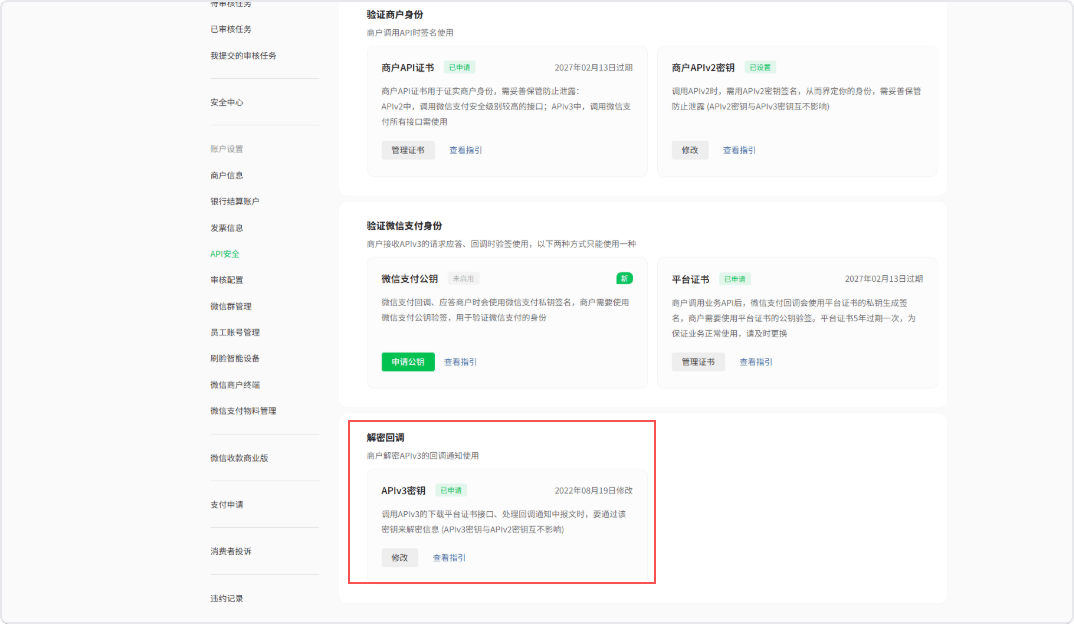 待审核任务
已审核任务
我提交的审核任务
安全中心
账户设置
商户信息
银行结算账户
发票信息
API安全
审核配置
微信群管理
员工账号管理
刷脸智能设备
微信商户终端
微信支付物料管理
微信收款商业版
支付申请
消费者投诉
违约记录
验证商户身份
商户调用API时签名使用
商户API证书 已申请 2027年02月13日过期
商户API证书用于证实商户身份，需妥善保管防止泄露：
APIv2中，调用微信支付安全级别较高的接口；APIv3中，调用微信支
付所有接口需使用
管理证书 查看指引
商户APIv2密钥 已设置
调用APIv2时，需用APIv2密钥签名，从而界定你的身份，需妥善保管
防止泄露 (APIv2密钥与APIv3密钥互不影响)
修改 查看指引
验证微信支付身份
商户接收APIv3的请求应答、回调时验签使用，以下两种方式只能使用一种
微信支付公钥 未启用 新
微信支付回调、应答商户时会使用微信支付私钥签名，商户需要使用
微信支付公钥验签，用于验证微信支付的身份
申请公钥 查看指引
平台证书 已申请 2027年02月13日过期
商户调用业务API后，微信支付回调会使用平台证书的私钥生成签
名，商户需要使用平台证书的公钥验签。平台证书5年过期一次，为
保证业务正常使用，请及时更换
管理证书 查看指引
解密回调
商户解密APIv3的回调通知使用
APIv3密钥 已申请 2022年08月19日修改
调用APIv3的下载平台证书接口、处理回调通知中报文时，要通过该
密钥来解密信息 (APIv3密钥与APIv2密钥互不影响)
修改 查看指引